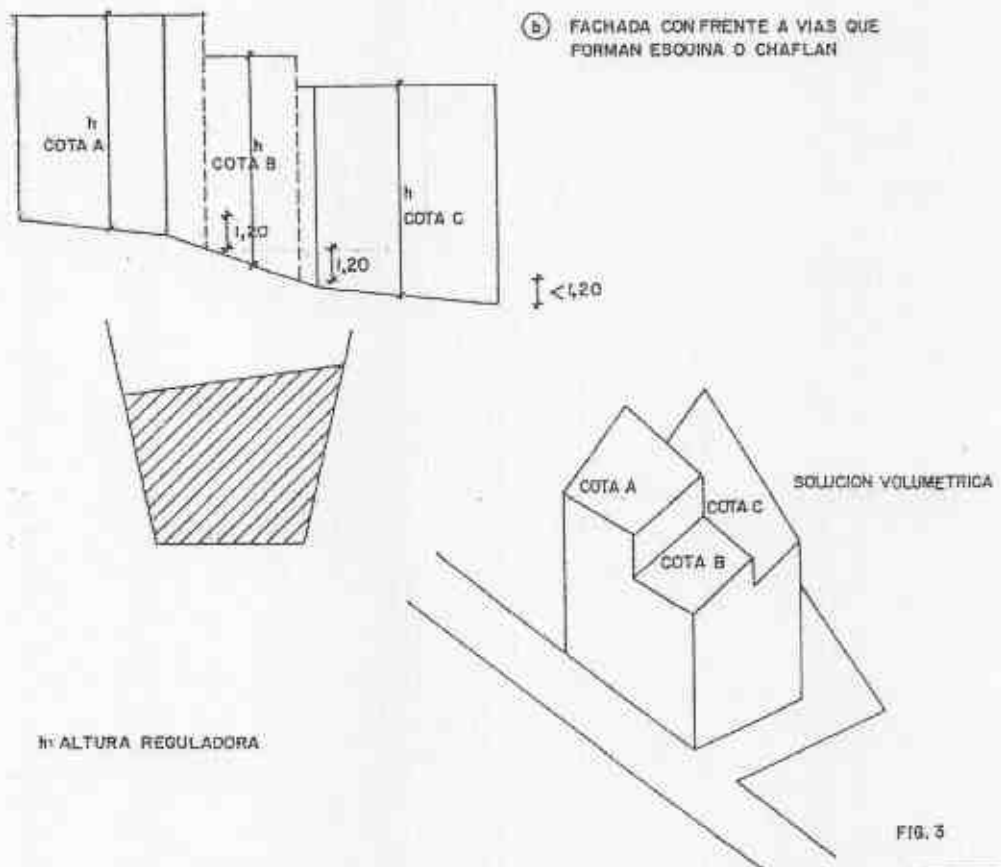 b FACHADA CON FRENTE A VIAS QUE
FORMAN ESQUINA O CHAFLAN
h
COTA A
h
COTA B
h
COTA C
1,20
1,20
<1,20
COTA A
COTA C
COTA B
SOLUCION VOLUMETRICA
h: ALTURA REGULADORA
FIG. 3